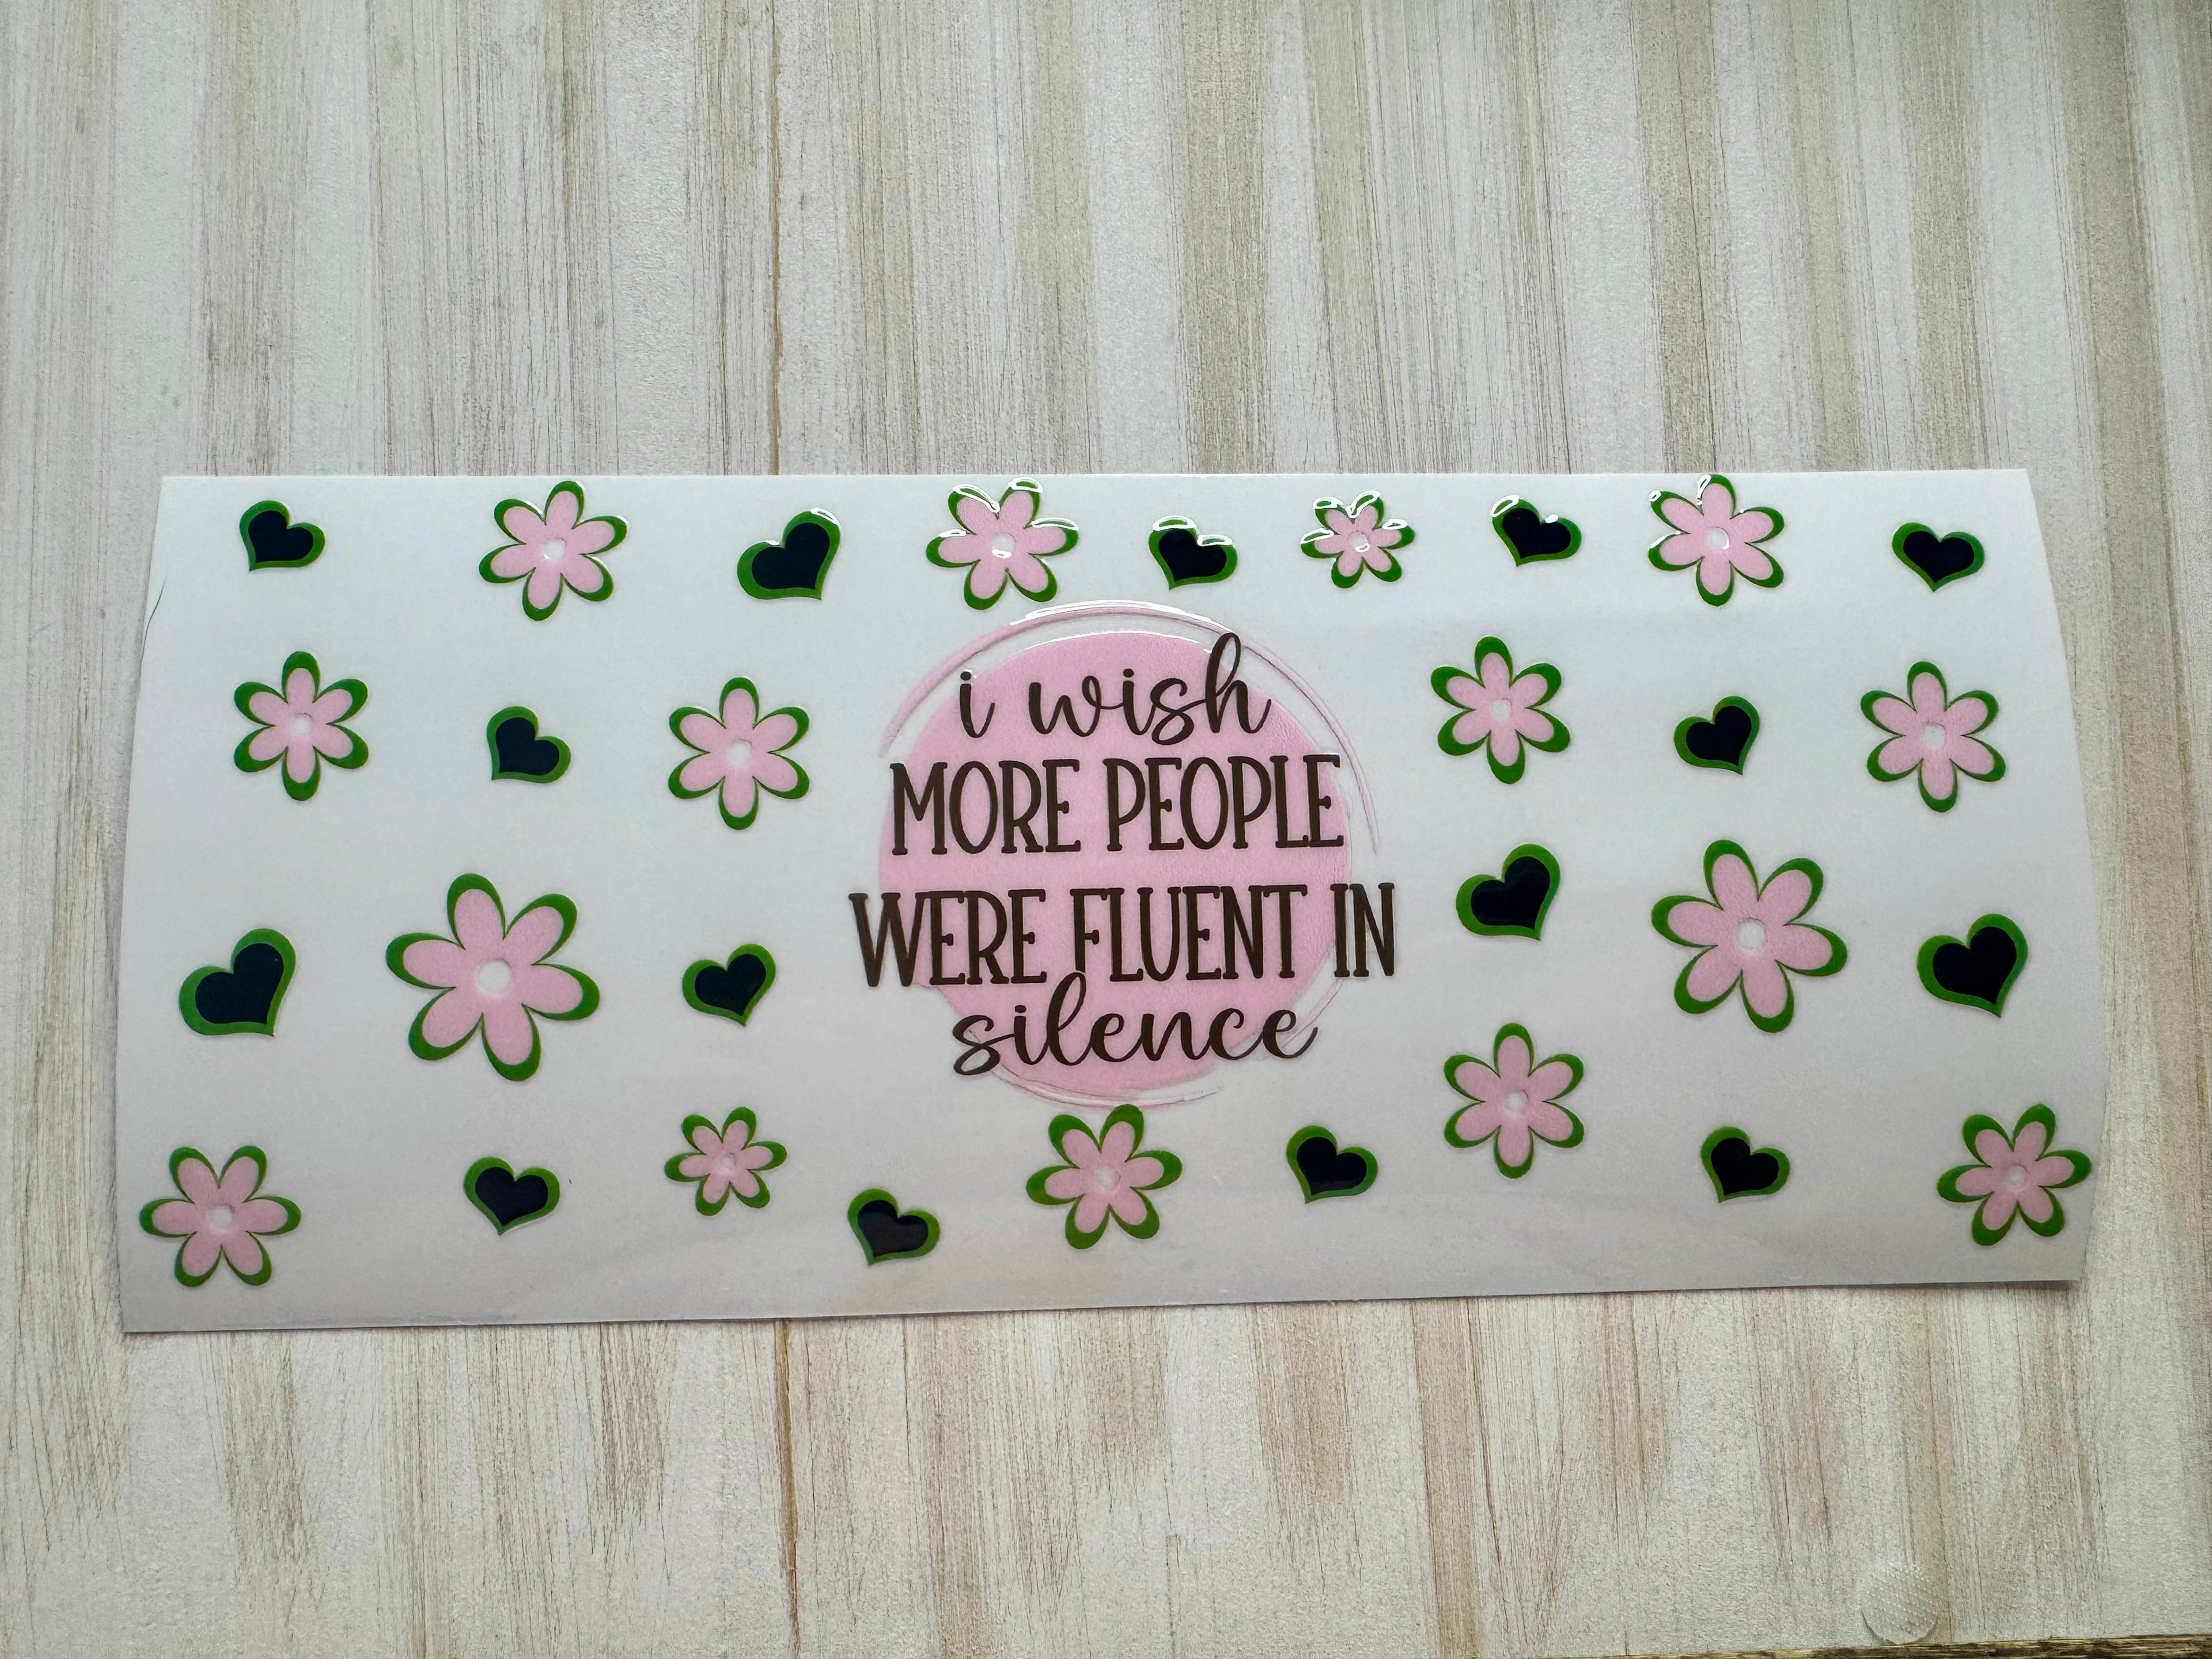 i wish
MORE PEOPLE
WERE FLUENT IN
silence